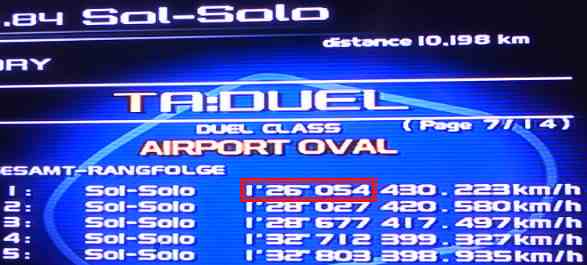 .84 Sol-Solo
distance 10,198 km
DAY
TA:DUEL
DUEL CLASS (Page 7/14)
AIRPORT OVAL
ESAMT-RANGFOLGE
1: Sol-Solo 1'26"054 430.223km/h
2: Sol-Solo 1'28"027 420.580km/h
3: Sol-Solo 1'28"677 417.497km/h
4: Sol-Solo 1'32"712 399.327km/h
5: Sol-Solo 1'32"803 398.935km/h